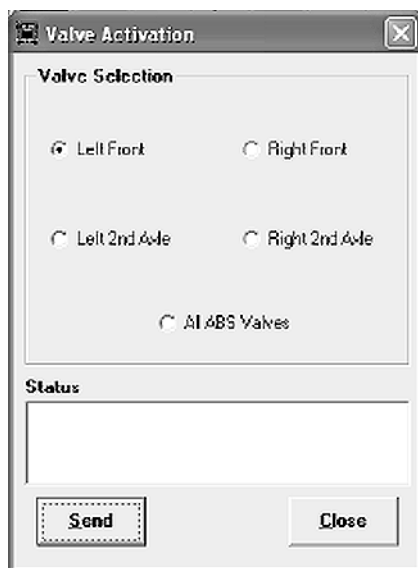 Valve Activation
Valve Selection
Left Front
Right Front
Left 2nd Axle
Right 2nd Axle
All ABS Valves
Status
Send
Close